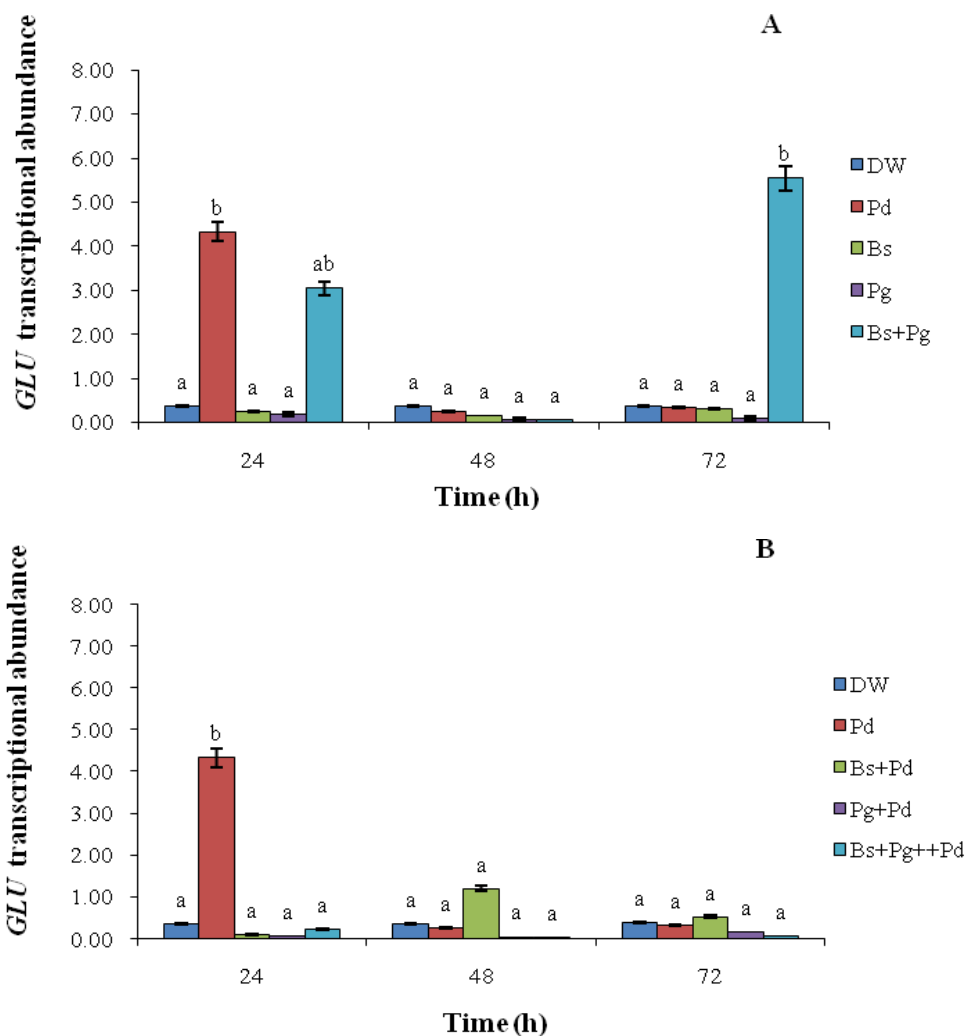 A
GLU transcriptional abundance
8.00
7.00
6.00
5.00
4.00
3.00
2.00
1.00
0.00
a b a a ab
a a a a a
a a a a b
24 48 72
Time (h)
DW
Pd
Bs
Pg
Bs+Pg
B
GLU transcriptional abundance
8.00
7.00
6.00
5.00
4.00
3.00
2.00
1.00
0.00
a b a a a
a a a a a
a a a a a
24 48 72
Time (h)
DW
Pd
Bs+Pd
Pg+Pd
Bs+Pg++Pd